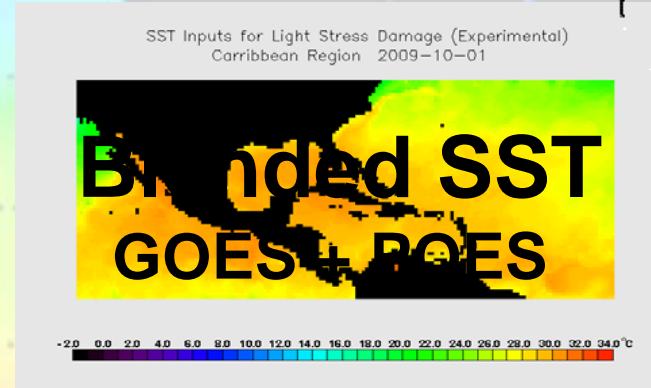 SST Inputs for Light Stress Damage (Experimental)
Carribbean Region 2009-10-01
Blended SST
GOES + POES
-2.0 0.0 2.0 4.0 6.0 8.0 10.0 12.0 14.0 16.0 18.0 20.0 22.0 24.0 26.0 28.0 30.0 32.0 34.0°C